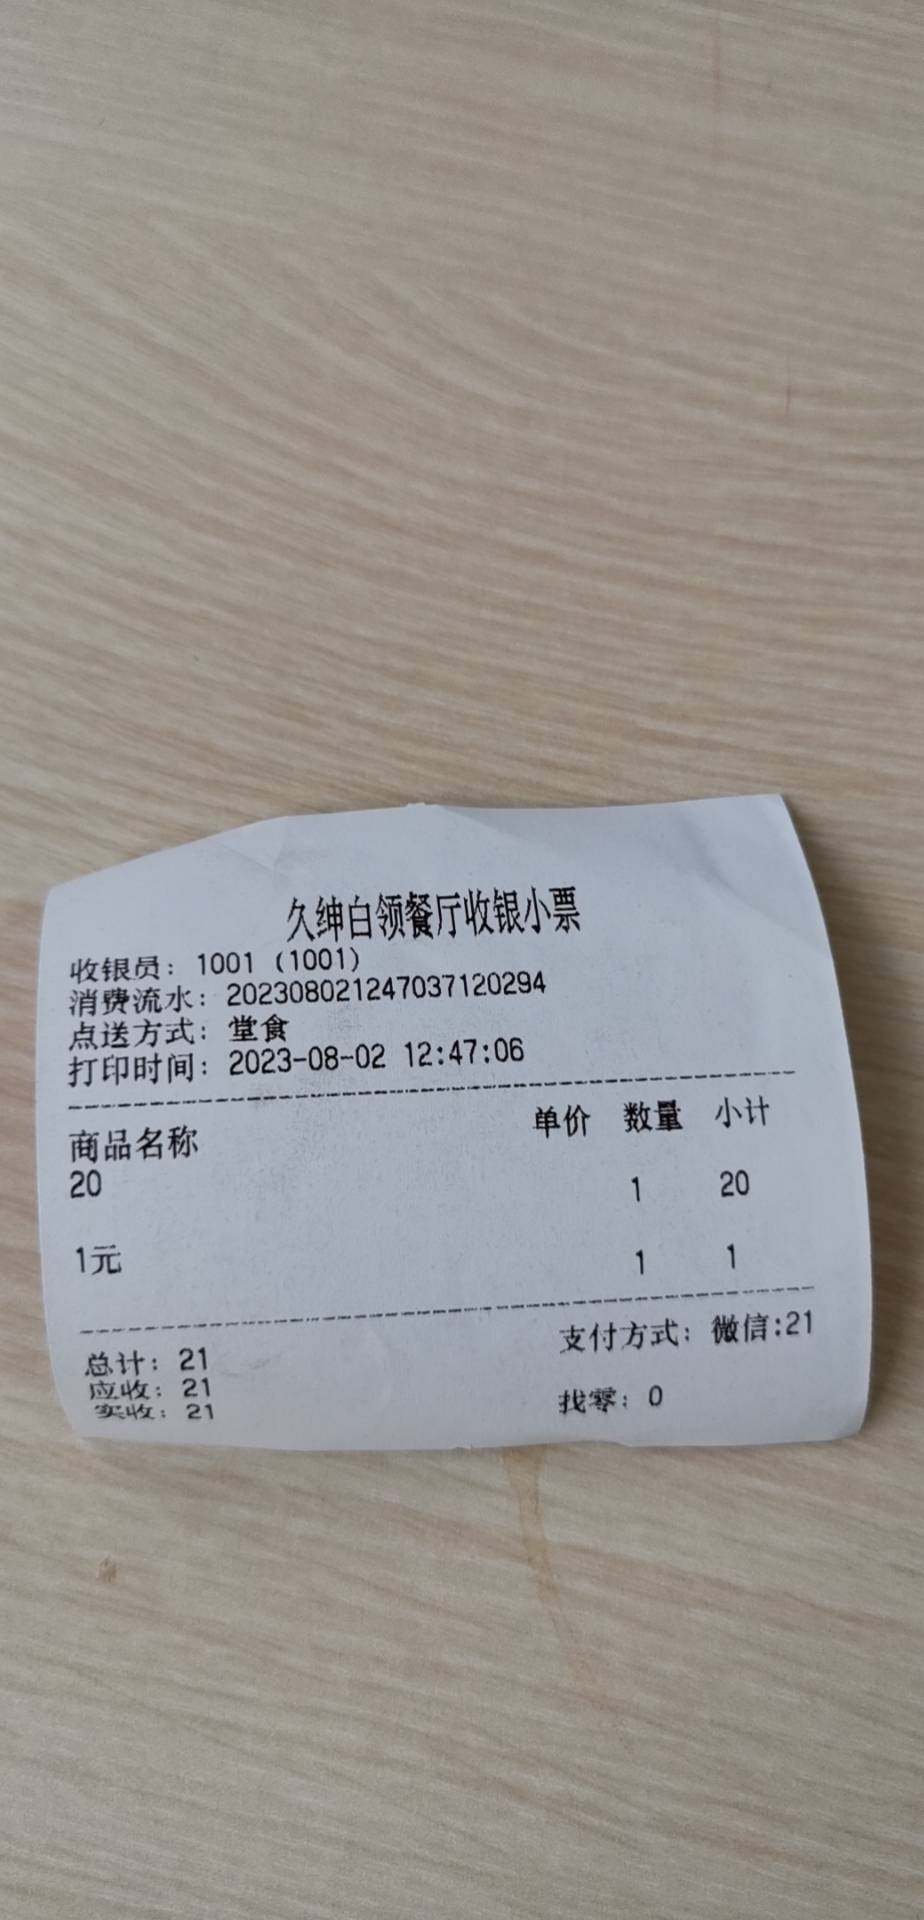 久绅白领餐厅收银小票
收银员: 1001 (1001)
消费流水: 202308021247037120294
点送方式: 堂食
打印时间: 2023-08-02 12:47:06
商品名称 单价 数量 小计
20 1 20
1元 1 1
总计: 21 支付方式: 微信:21
应收: 21
实收: 21 找零: 0